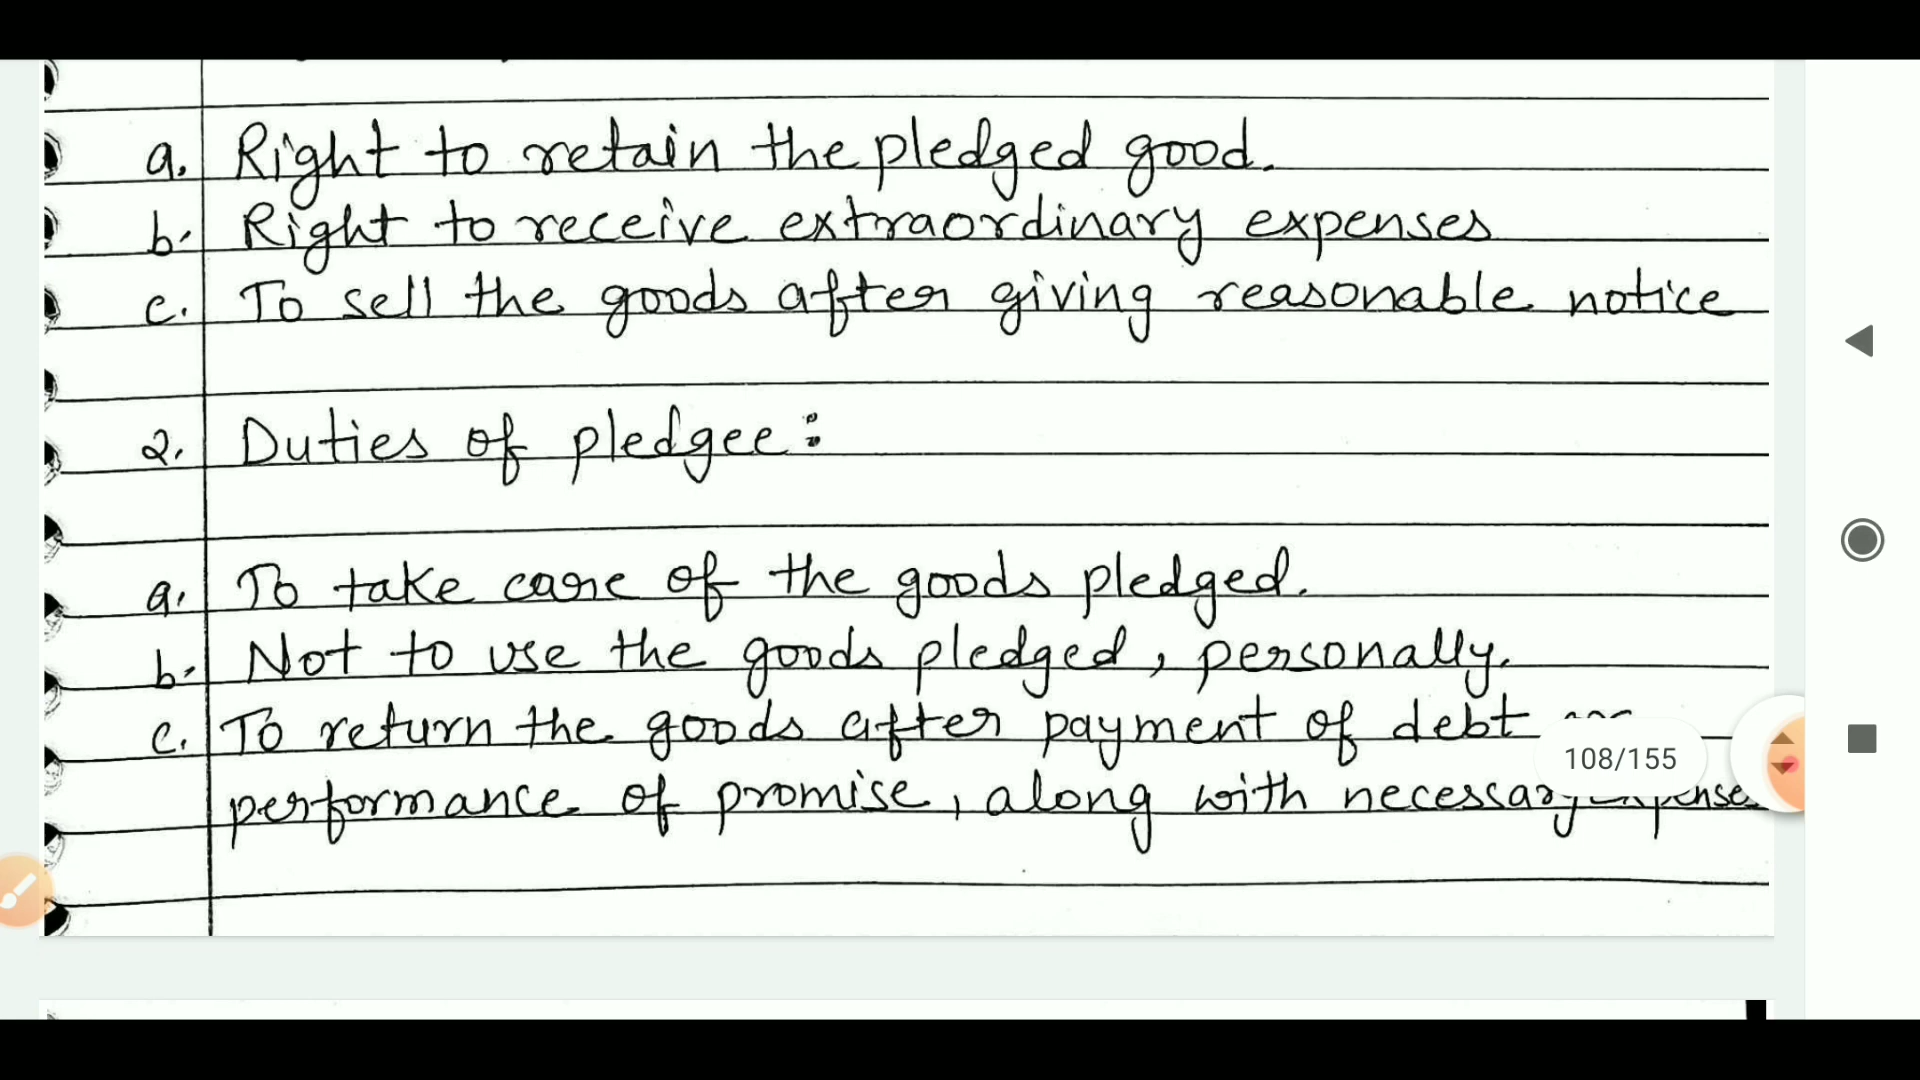 a. Right to retain the pledged good.
b. Right to receive extraordinary expenses
c. To sell the goods after giving reasonable notice
2. Duties of pledgee:
a. To take care of the goods pledged.
b. Not to use the goods pledged, personally.
c. To return the goods after payment of debt
108/155
performance of promise, along with necessary